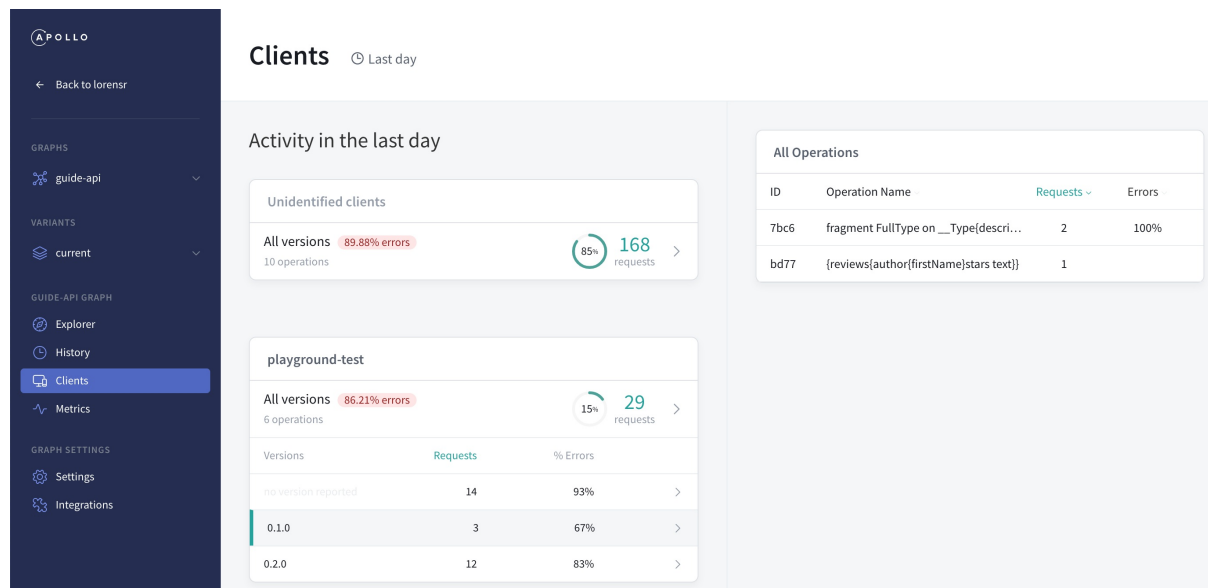 APOLLO
← Back to lorensr
GRAPHS
guide-api
VARIANTS
current
GUIDE-API GRAPH
Explorer
History
Clients
Metrics
GRAPH SETTINGS
Settings
Integrations
Clients Last day
Activity in the last day
Unidentified clients
All versions 89.88% errors
10 operations
85%
168
requests
playground-test
All versions 86.21% errors
6 operations
15%
29
requests
Versions Requests % Errors
no version reported 14 93%
0.1.0 3 67%
0.2.0 12 83%
All Operations
ID Operation Name Requests Errors
7bc6 fragment FullType on __Type{descri... 2 100%
bd77 {reviews{author{firstName}stars text}} 1